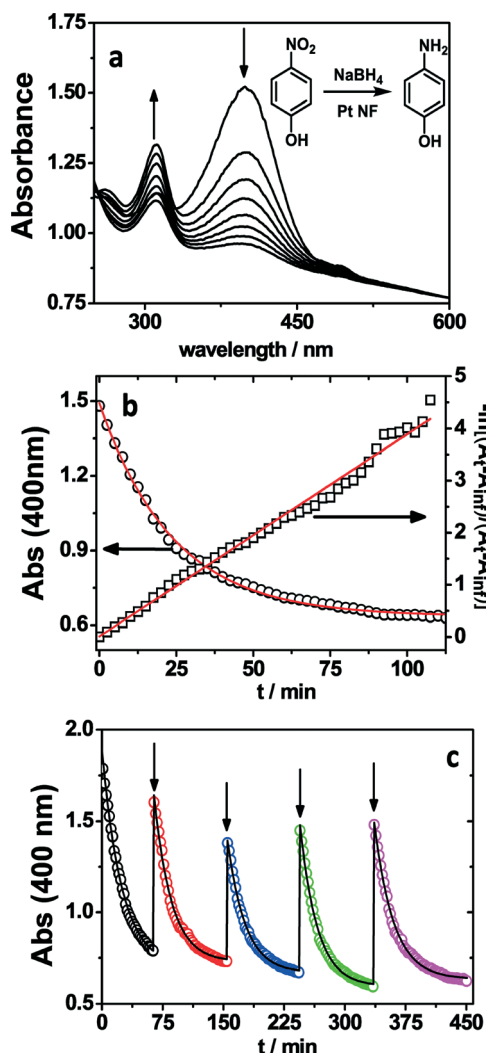 a
NO₂
NH₂
NaBH₄
Pt NF
OH
OH
1.75
1.50
1.25
1.00
0.75
Absorbance
300
450
600
wavelength / nm
b
1.5
1.2
0.9
0.6
Abs (400nm)
5
4
3
2
1
0
0
25
50
75
100
t / min
c
2.0
1.5
1.0
0.5
Abs (400 nm)
0
75
150
225
300
375
450
t / min